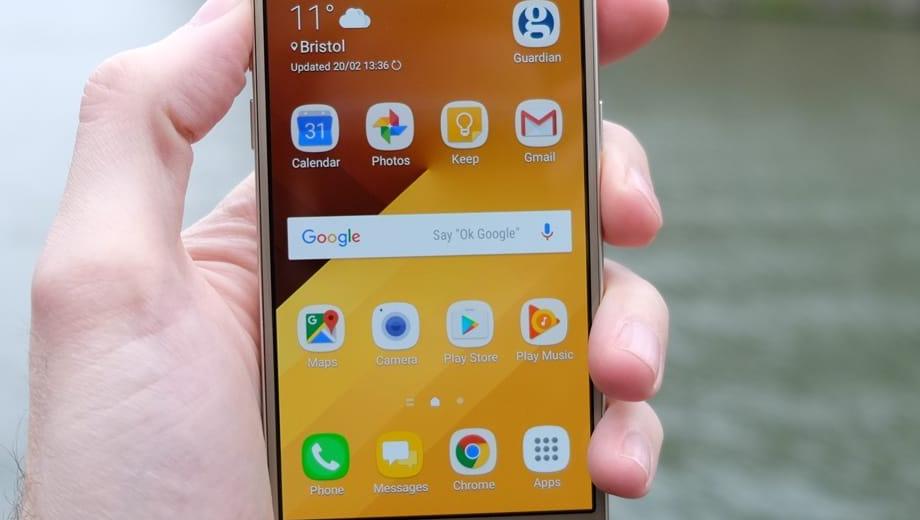 11°
Bristol
Updated 20/02 13:36
Guardian
31
Calendar
Photos
Keep
Gmail
Google
Say "Ok Google"
G
Maps
Camera
Play Store
Play Music
Phone
Messages
Chrome
Apps